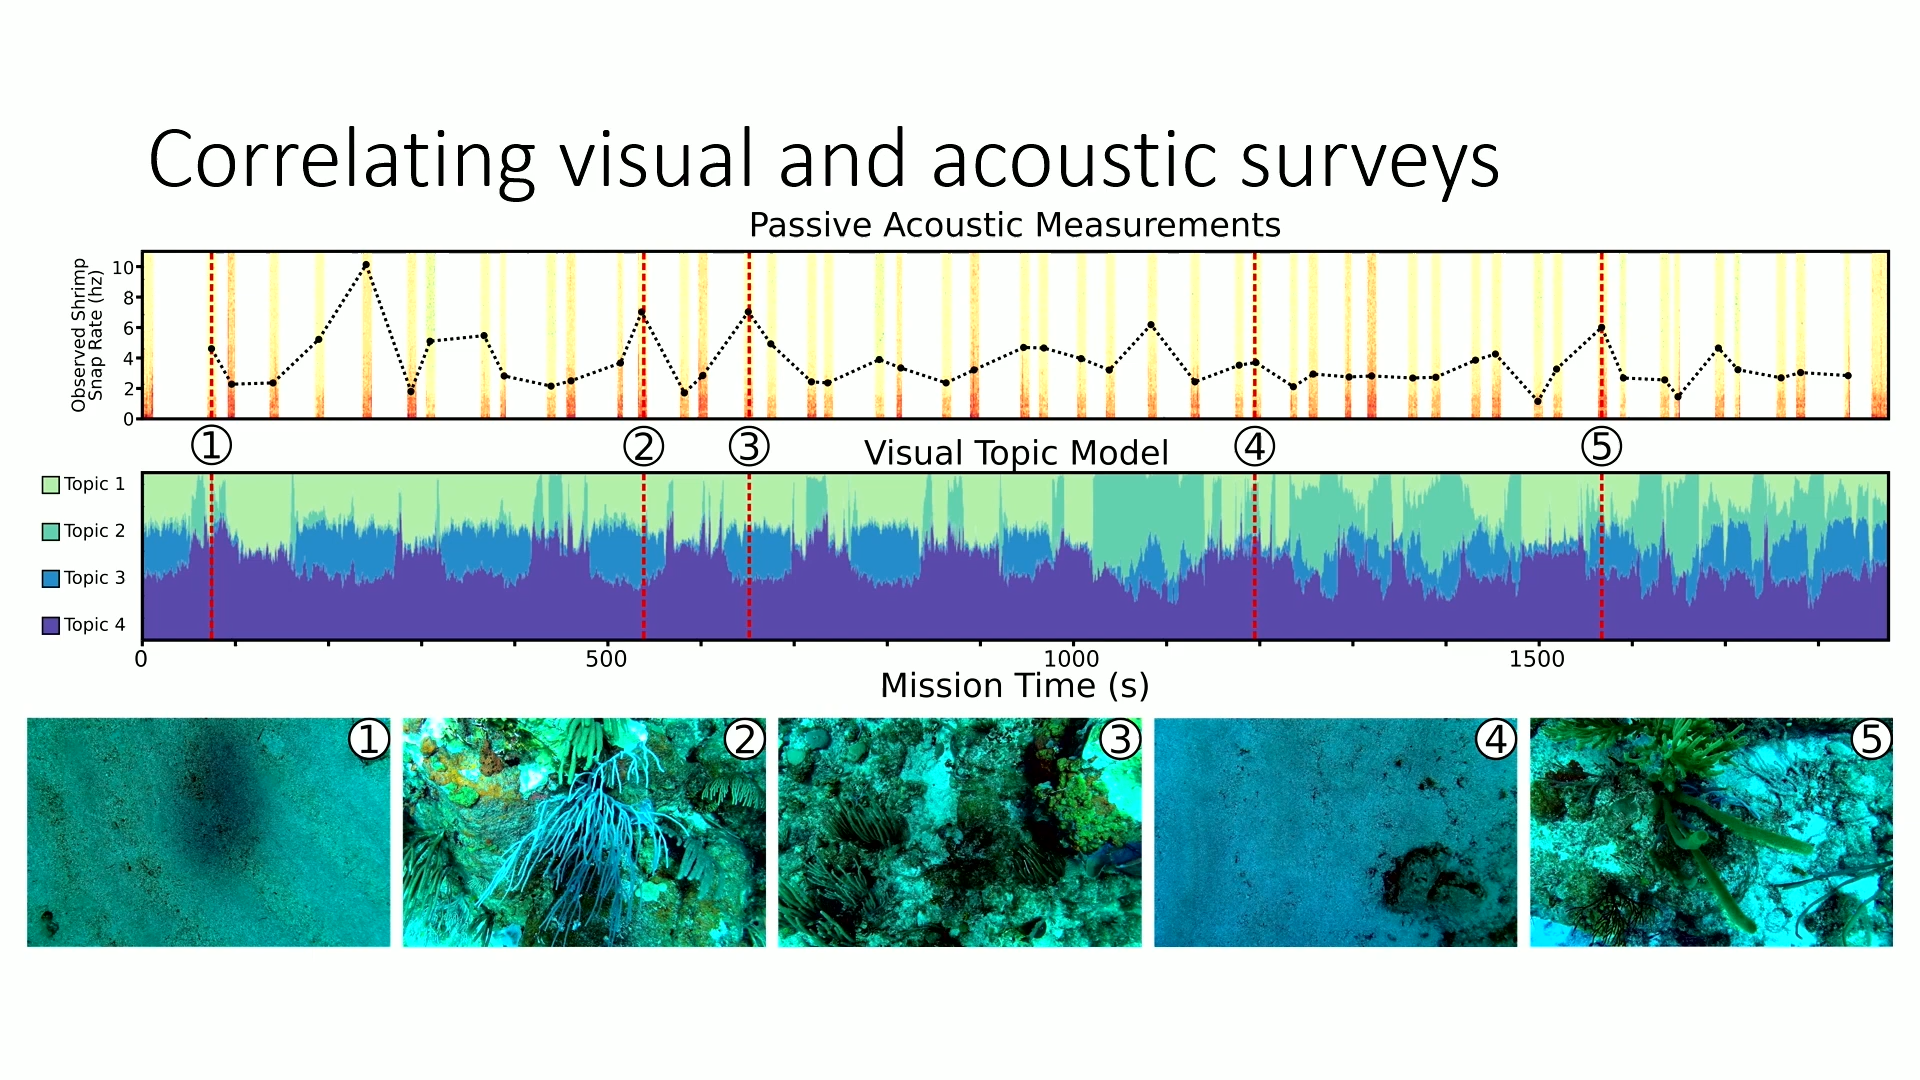 Correlating visual and acoustic surveys
Passive Acoustic Measurements
Observed Shrimp
Snap Rate (hz)
10
8
6
4
2
0
1 2 3 4 5
Visual Topic Model
Topic 1
Topic 2
Topic 3
Topic 4
0 500 1000 1500
Mission Time (s)
1 2 3 4 5